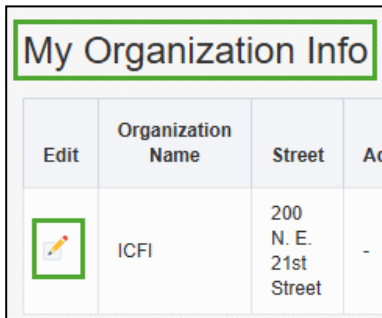 My Organization Info
Edit
Organization
Name
Street
ICFI
200
N. E.
21st
Street
-